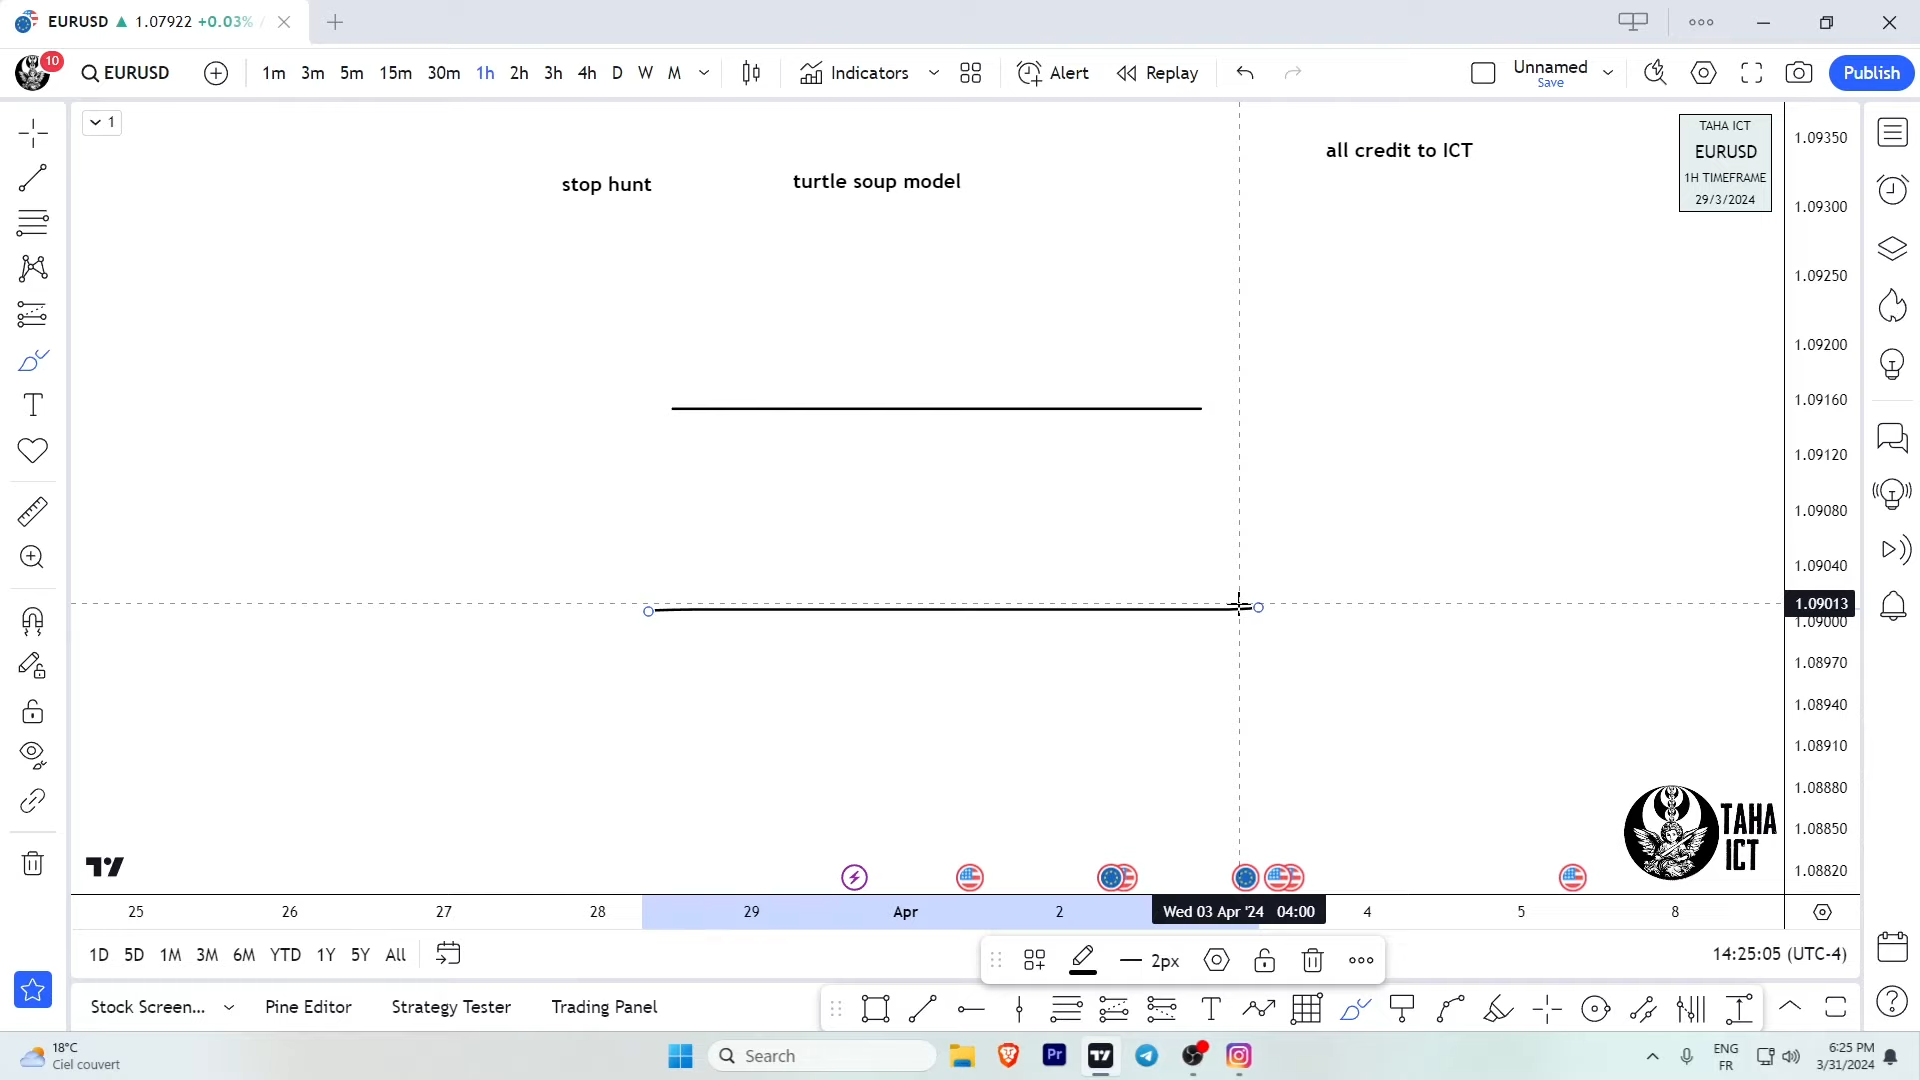 EURUSD ▲ 1.07922 +0.03% /
10
EURUSD
1m 3m 5m 15m 30m 1h 2h 3h 4h D W M
Indicators
Alert
Replay
Unnamed
Save
Publish
1
stop hunt
turtle soup model
all credit to ICT
TAHA ICT
EURUSD
1H TIMEFRAME
29/3/2024
1.09350
1.09300
1.09250
1.09200
1.09160
1.09120
1.09080
1.09040
1.09013
1.09000
1.08970
1.08940
1.08910
1.08880
1.08850
1.08820
TAHA
ICT
25 26 27 28 29 Apr 2 Wed 03 Apr '24 04:00 4 5 8
1D 5D 1M 3M 6M YTD 1Y 5Y All
2px
14:25:05 (UTC-4)
Stock Screen... Pine Editor Strategy Tester Trading Panel
18°C
Ciel couvert
Search
Pr
ENG
FR
6:25 PM
3/31/2024